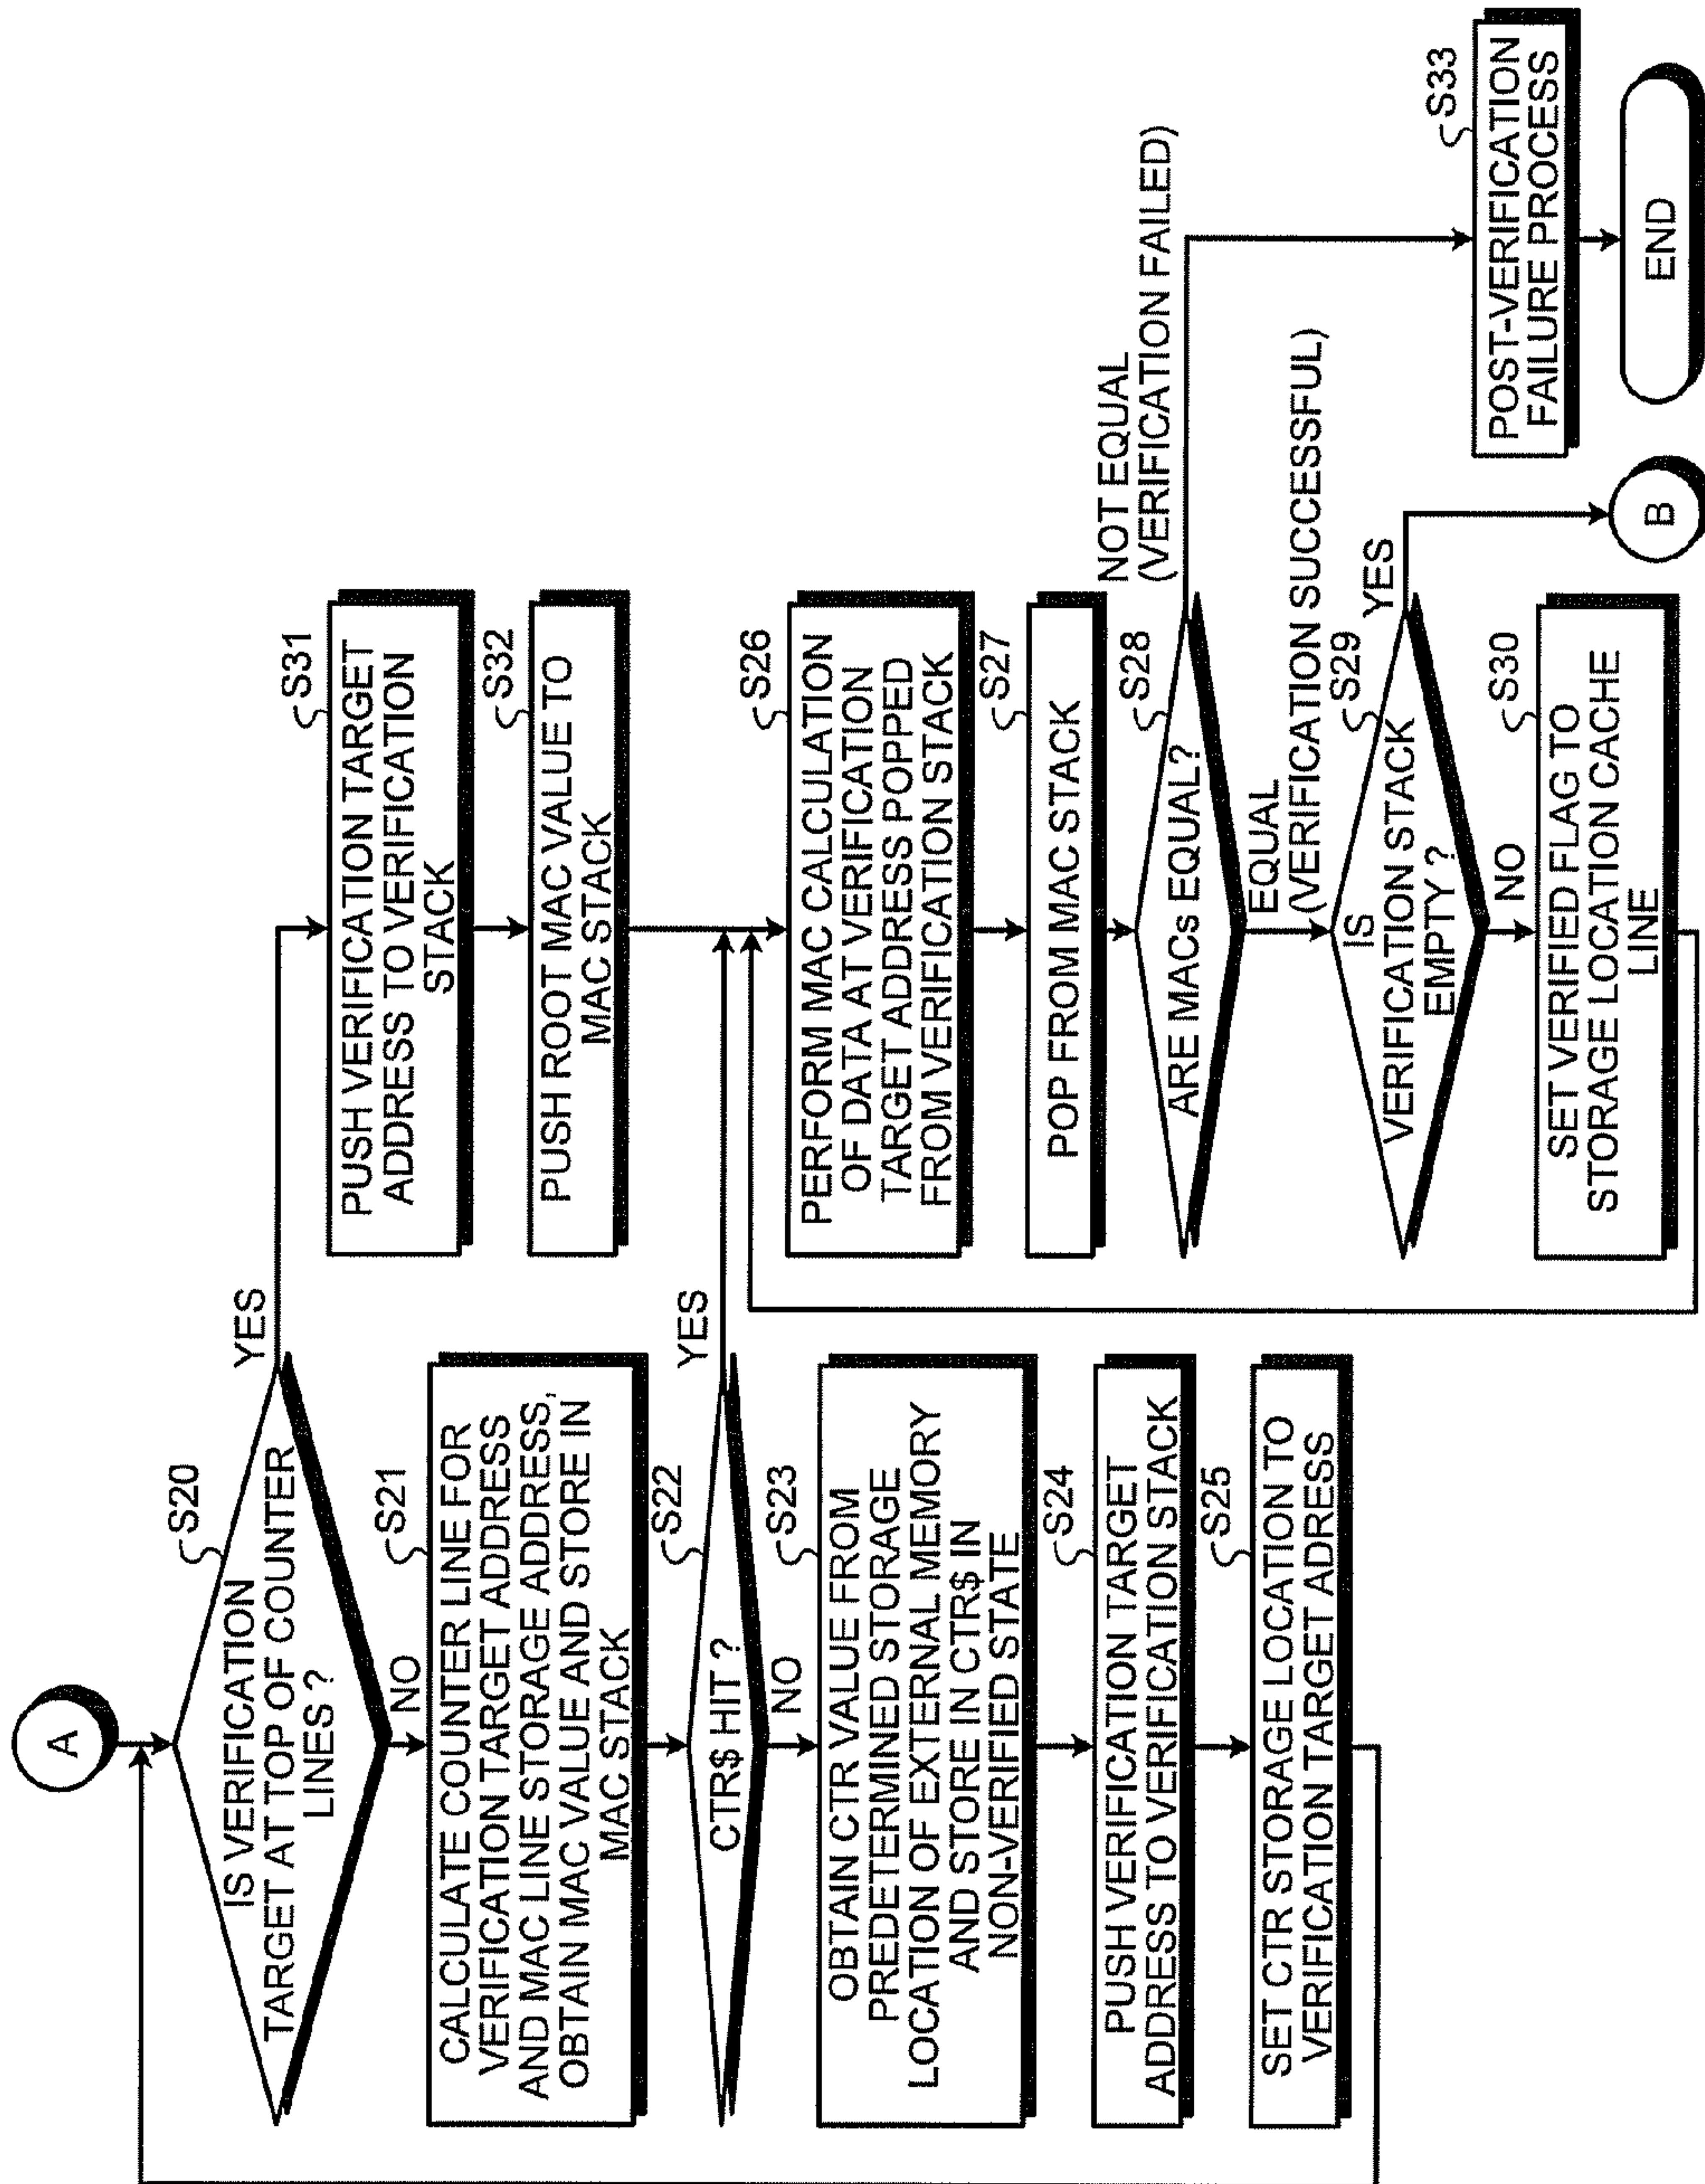 A
S20
IS VERIFICATION
TARGET AT TOP OF COUNTER
LINES ?
YES
NO
S21
CALCULATE COUNTER LINE FOR
VERIFICATION TARGET ADDRESS
AND MAC LINE STORAGE ADDRESS,
OBTAIN MAC VALUE AND STORE IN
MAC STACK
S22
CTR$ HIT ?
YES
NO
S23
OBTAIN CTR VALUE FROM
PREDETERMINED STORAGE
LOCATION OF EXTERNAL MEMORY
AND STORE IN CTR$ IN
NON-VERIFIED STATE
S24
PUSH VERIFICATION TARGET
ADDRESS TO VERIFICATION STACK
S25
SET CTR STORAGE LOCATION TO
VERIFICATION TARGET ADDRESS
S31
PUSH VERIFICATION TARGET
ADDRESS TO VERIFICATION
STACK
S32
PUSH ROOT MAC VALUE TO
MAC STACK
S26
PERFORM MAC CALCULATION
OF DATA AT VERIFICATION
TARGET ADDRESS POPPED
FROM VERIFICATION STACK
S27
POP FROM MAC STACK
S28
ARE MACs EQUAL?
NOT EQUAL
(VERIFICATION FAILED)
EQUAL
(VERIFICATION SUCCESSFUL)
S29
IS
VERIFICATION STACK
EMPTY ?
YES
NO
S30
SET VERIFIED FLAG TO
STORAGE LOCATION CACHE
LINE
B
S33
POST-VERIFICATION
FAILURE PROCESS
END